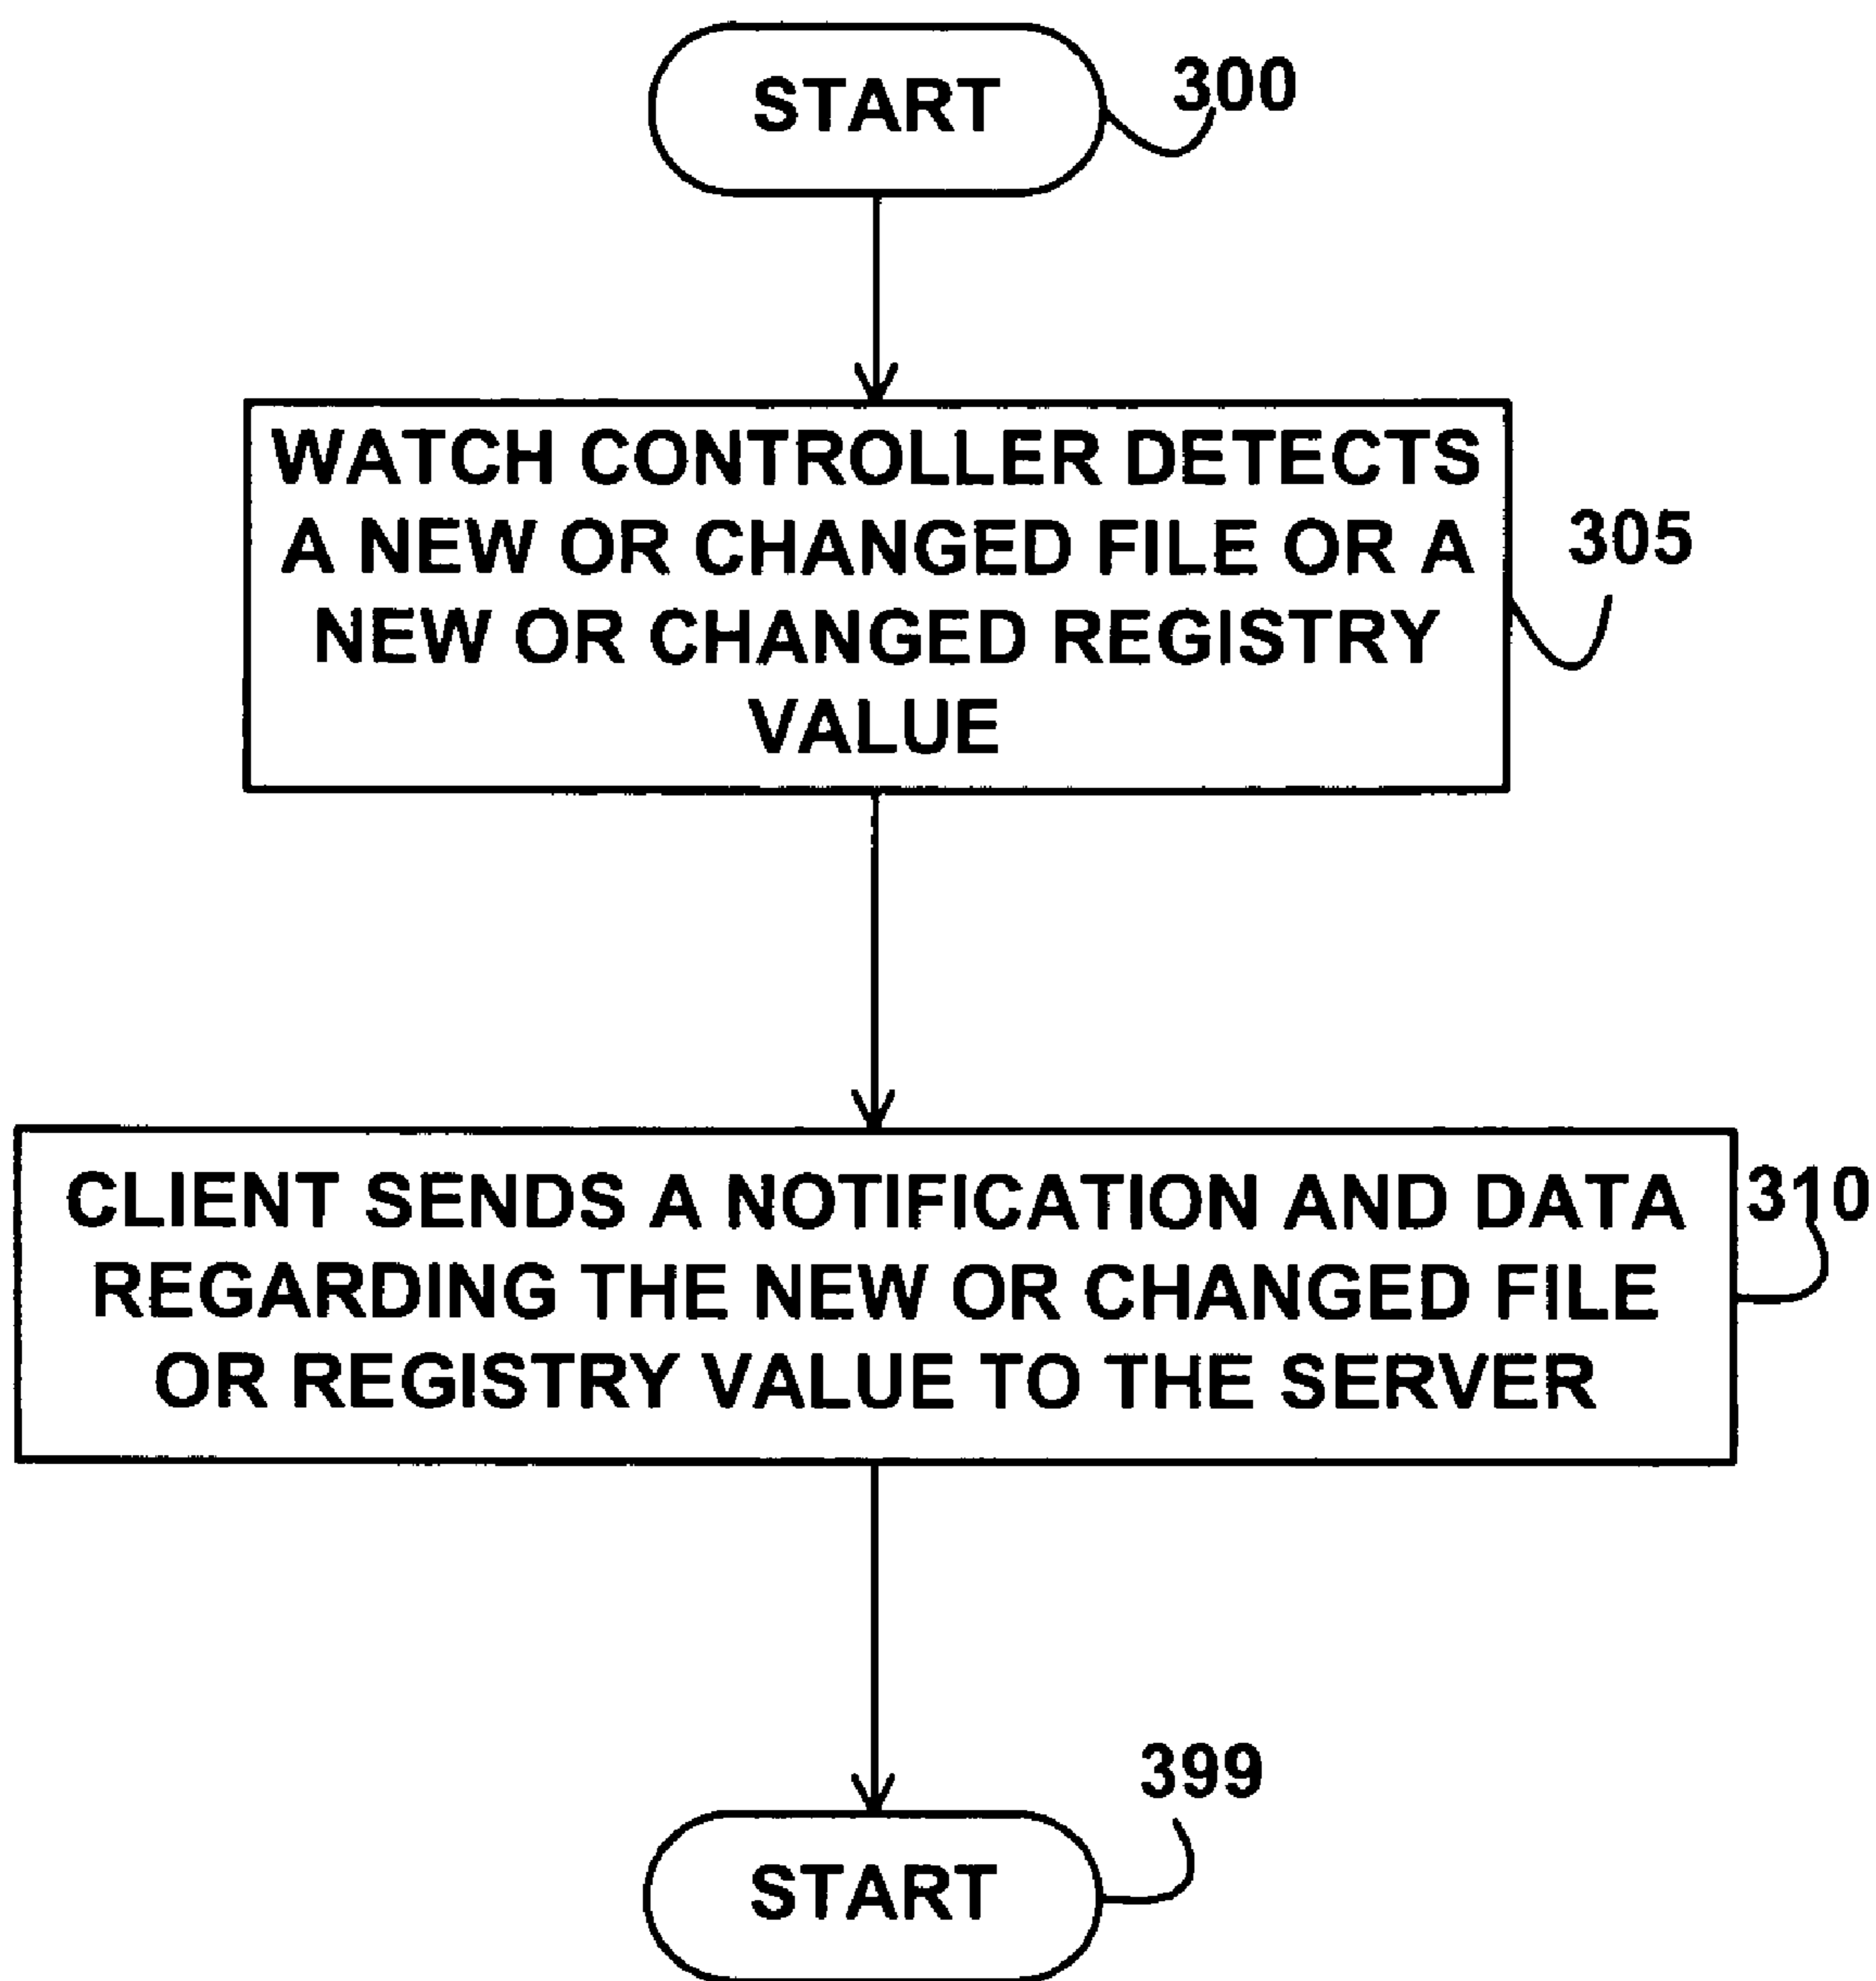 START
300
WATCH CONTROLLER DETECTS
A NEW OR CHANGED FILE OR A
NEW OR CHANGED REGISTRY
VALUE
305
CLIENT SENDS A NOTIFICATION AND DATA
REGARDING THE NEW OR CHANGED FILE
OR REGISTRY VALUE TO THE SERVER
310
399
START